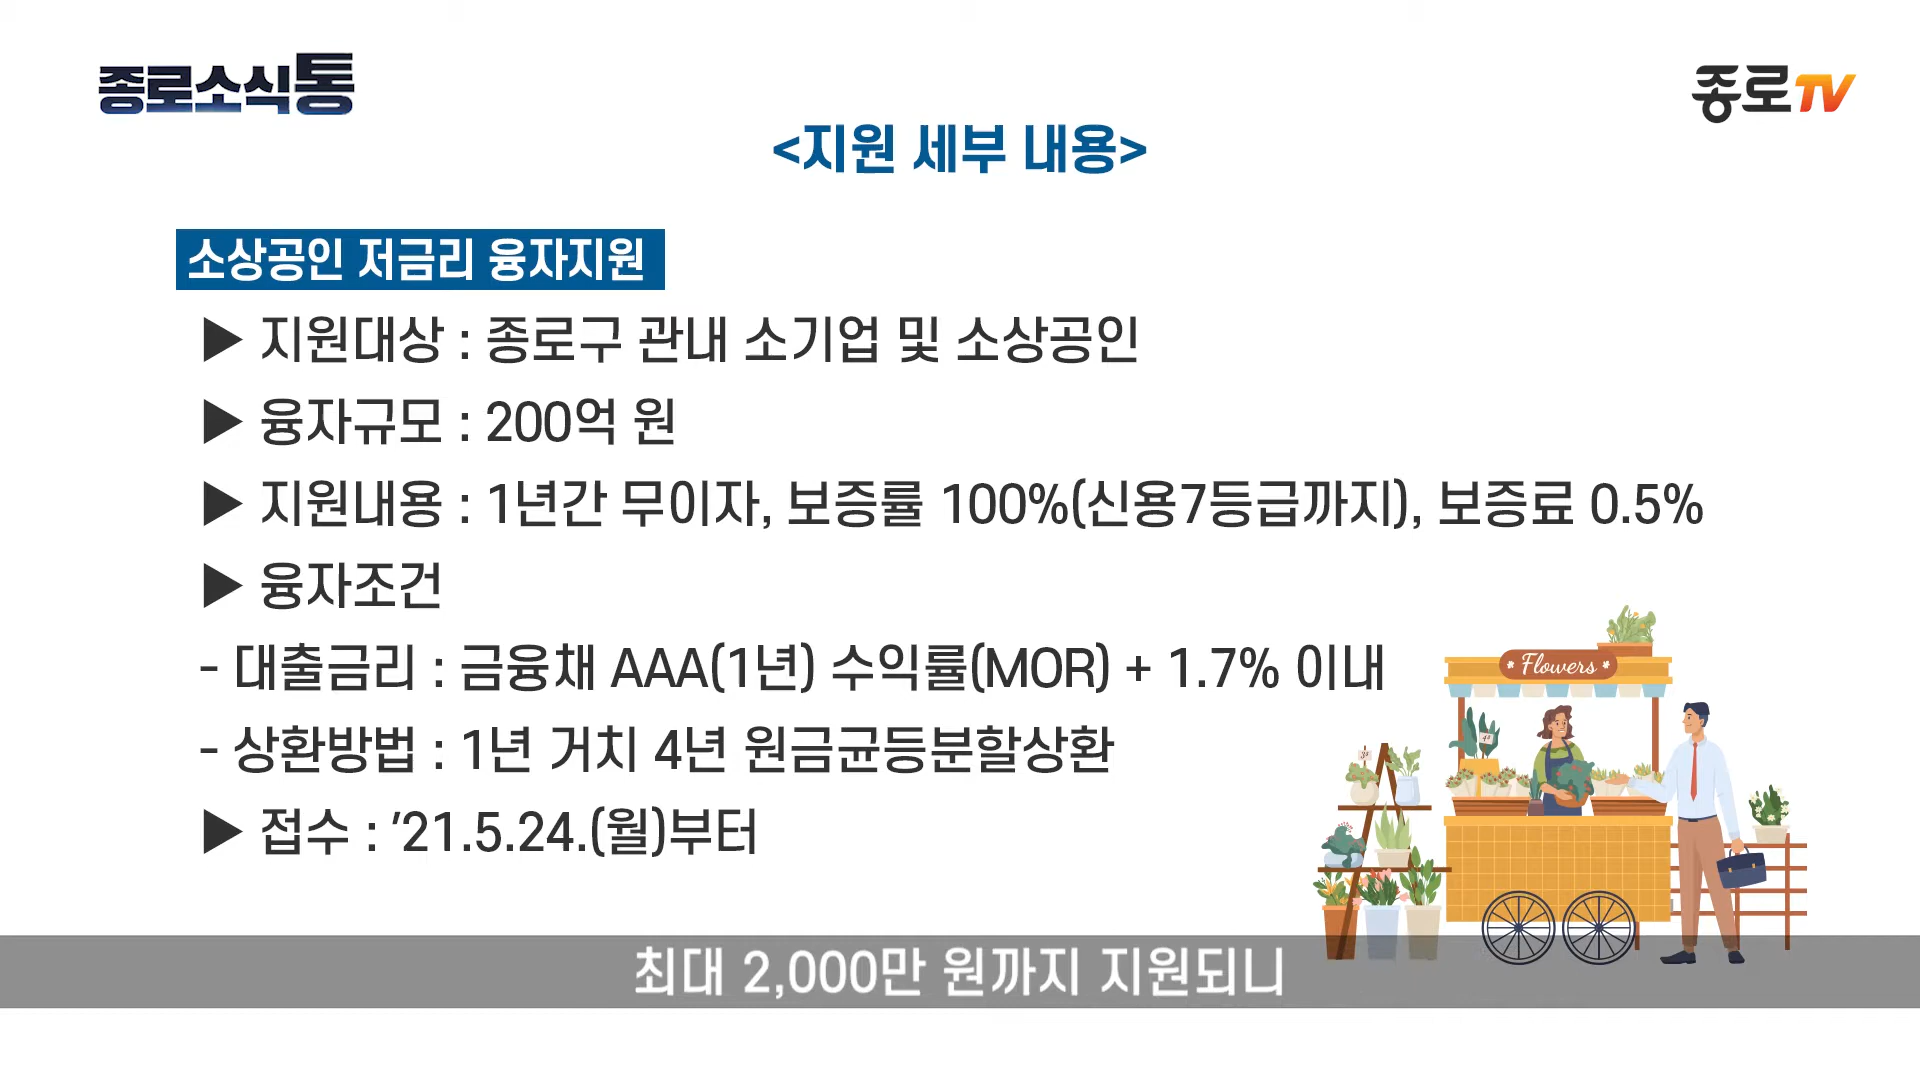 종로소식통
종로TV
<지원 세부 내용>
소상공인 저금리 융자지원
▶ 지원대상 : 종로구 관내 소기업 및 소상공인
▶ 융자규모 : 200억 원
▶ 지원내용 : 1년간 무이자, 보증률 100%(신용7등급까지), 보증료 0.5%
▶ 융자조건
- 대출금리 : 금융채 AAA(1년) 수익률(MOR) + 1.7% 이내
- 상환방법 : 1년 거치 4년 원금균등분할상환
▶ 접수 : ’21.5.24.(월)부터
Flowers
최대 2,000만 원까지 지원되니